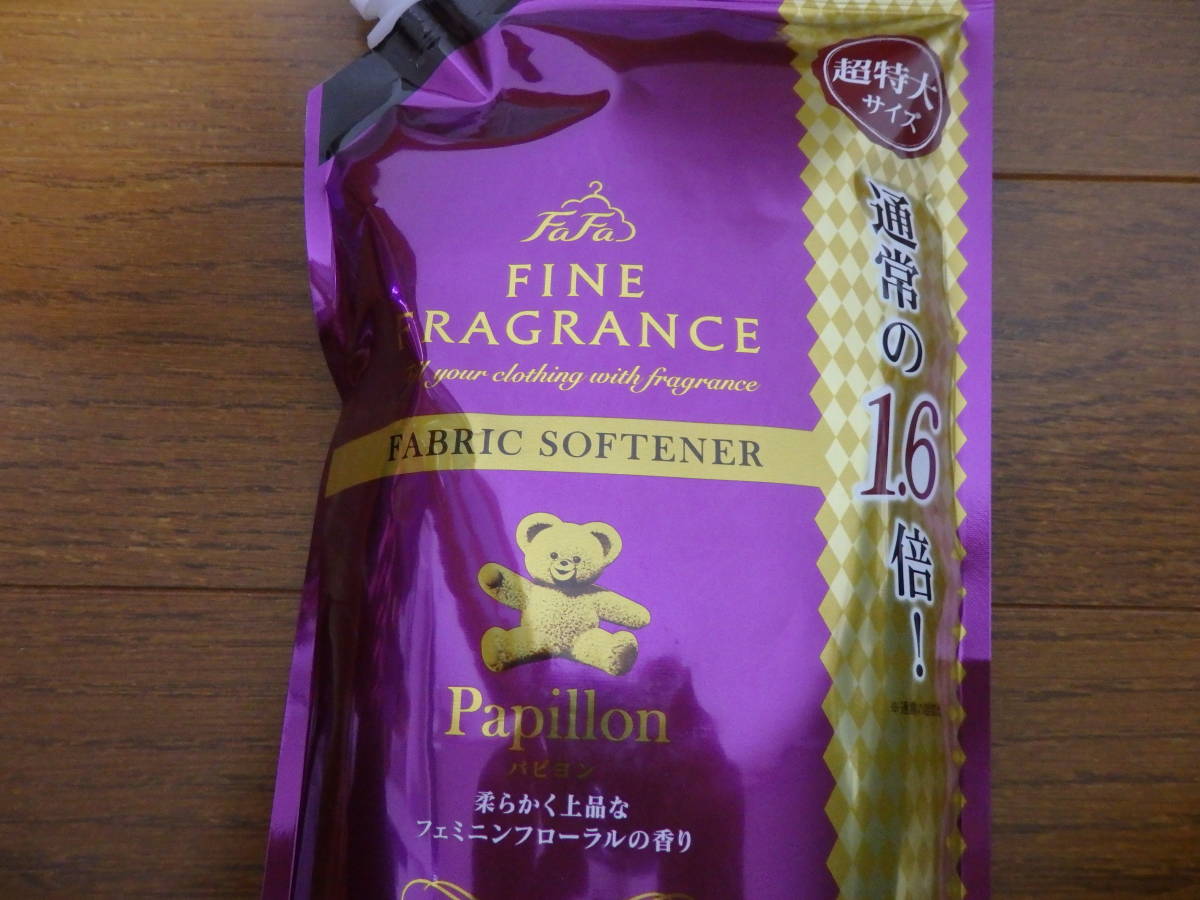 超特大
サイズ
通常の1.6倍!
FaFa
FINE
FRAGRANCE
your clothing with fragrance
FABRIC SOFTENER
Papillon
パピヨン
柔らかく上品な
フェミニンフローラルの香り